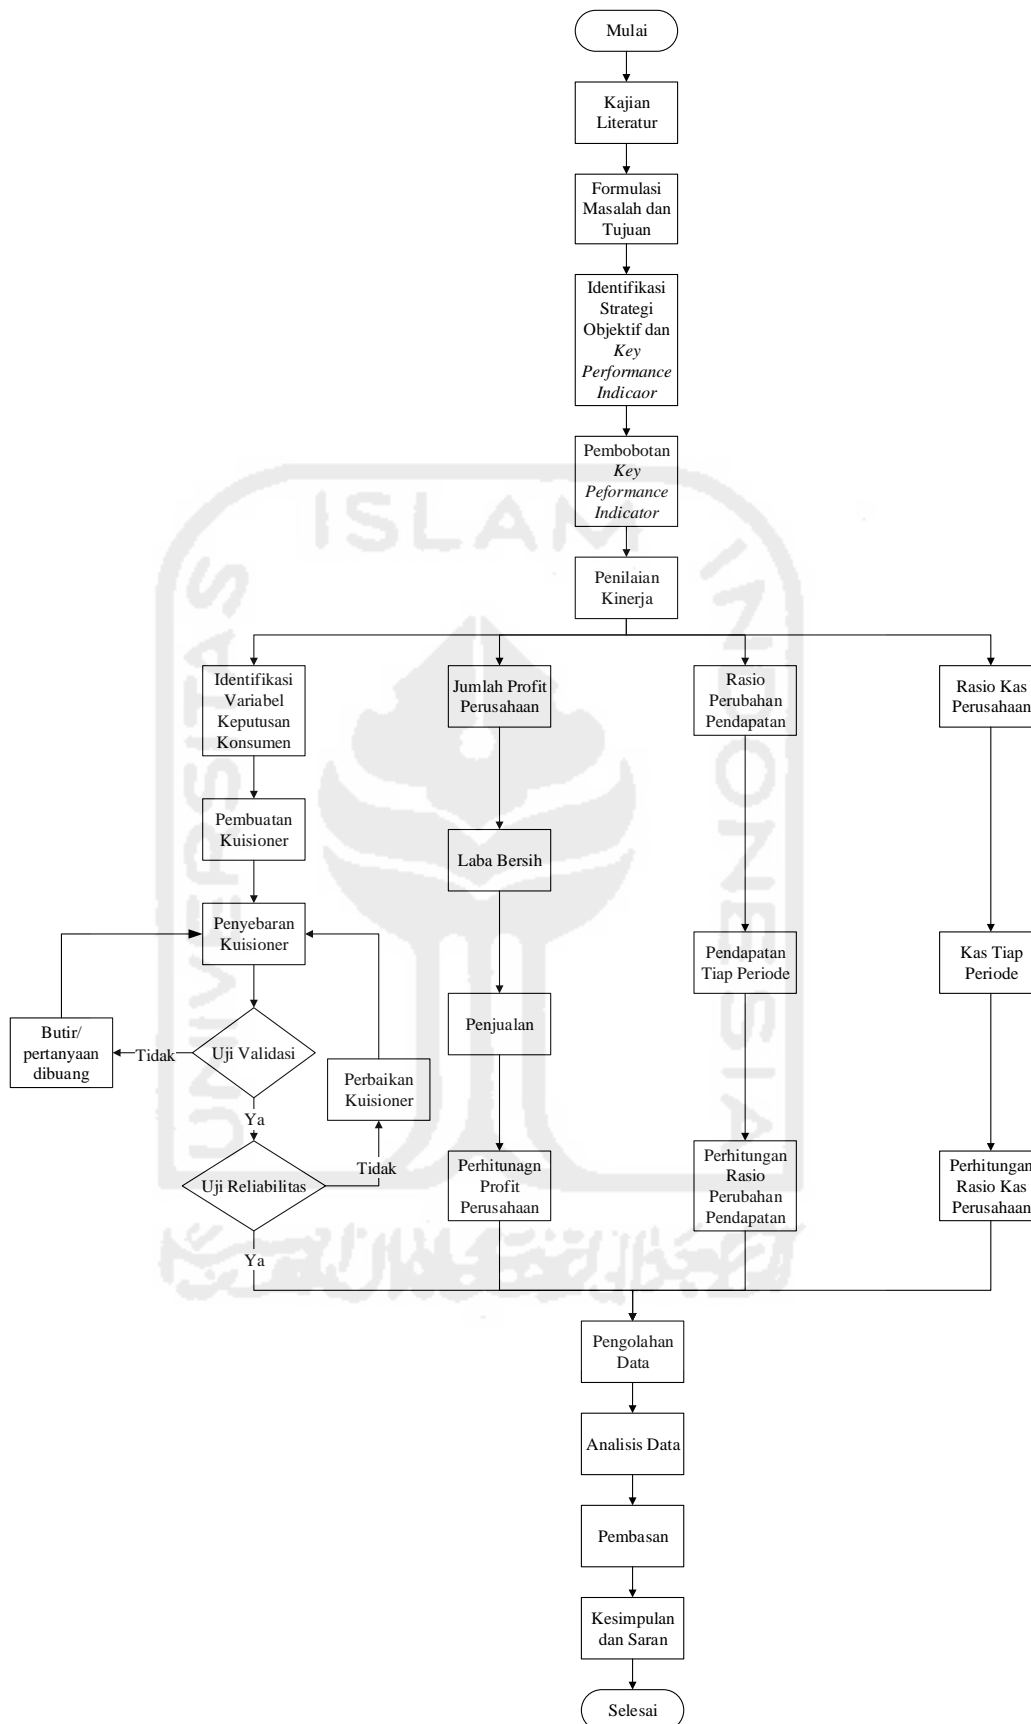 Mulai
Kajian
Literatur
Formulasi
Masalah dan
Tujuan
Identifikasi
Strategi
Objektif dan
Key
Performance
Indicaor
Pembobotan
Key
Peformance
Indicator
Penilaian
Kinerja
Identifikasi
Variabel
Keputusan
Konsumen
Jumlah Profit
Perusahaan
Rasio
Perubahan
Pendapatan
Rasio Kas
Perusahaan
Pembuatan
Kuisioner
Laba Bersih
Penyebaran
Kuisioner
Pendapatan
Tiap Periode
Kas Tiap
Periode
Butir/
pertanyaan
dibuang
Tidak
Uji Validasi
Penjualan
Perbaikan
Kuisioner
Ya
Uji Reliabilitas
Tidak
Perhitunagn
Profit
Perusahaan
Perhitungan
Rasio
Perubahan
Pendapatan
Perhitungan
Rasio Kas
Perusahaan
Ya
Pengolahan
Data
Analisis Data
Pembasan
Kesimpulan
dan Saran
Selesai
UNIVERSITAS
ISLAM
INDONESIA